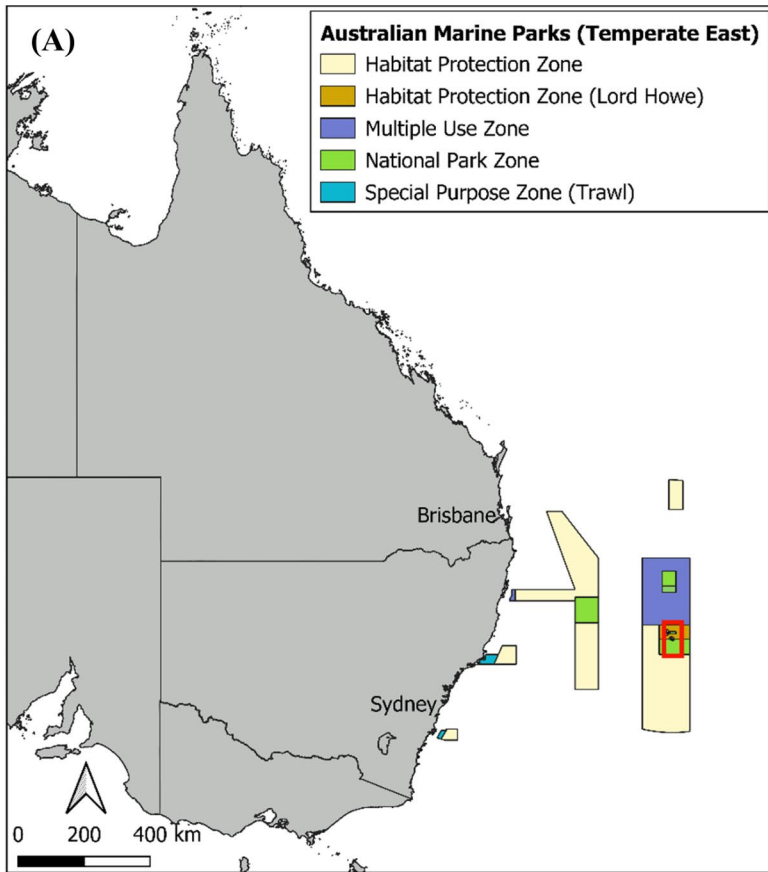 (A)
Australian Marine Parks (Temperate East)
Habitat Protection Zone
Habitat Protection Zone (Lord Howe)
Multiple Use Zone
National Park Zone
Special Purpose Zone (Trawl)
Brisbane
Sydney
0 200 400 km